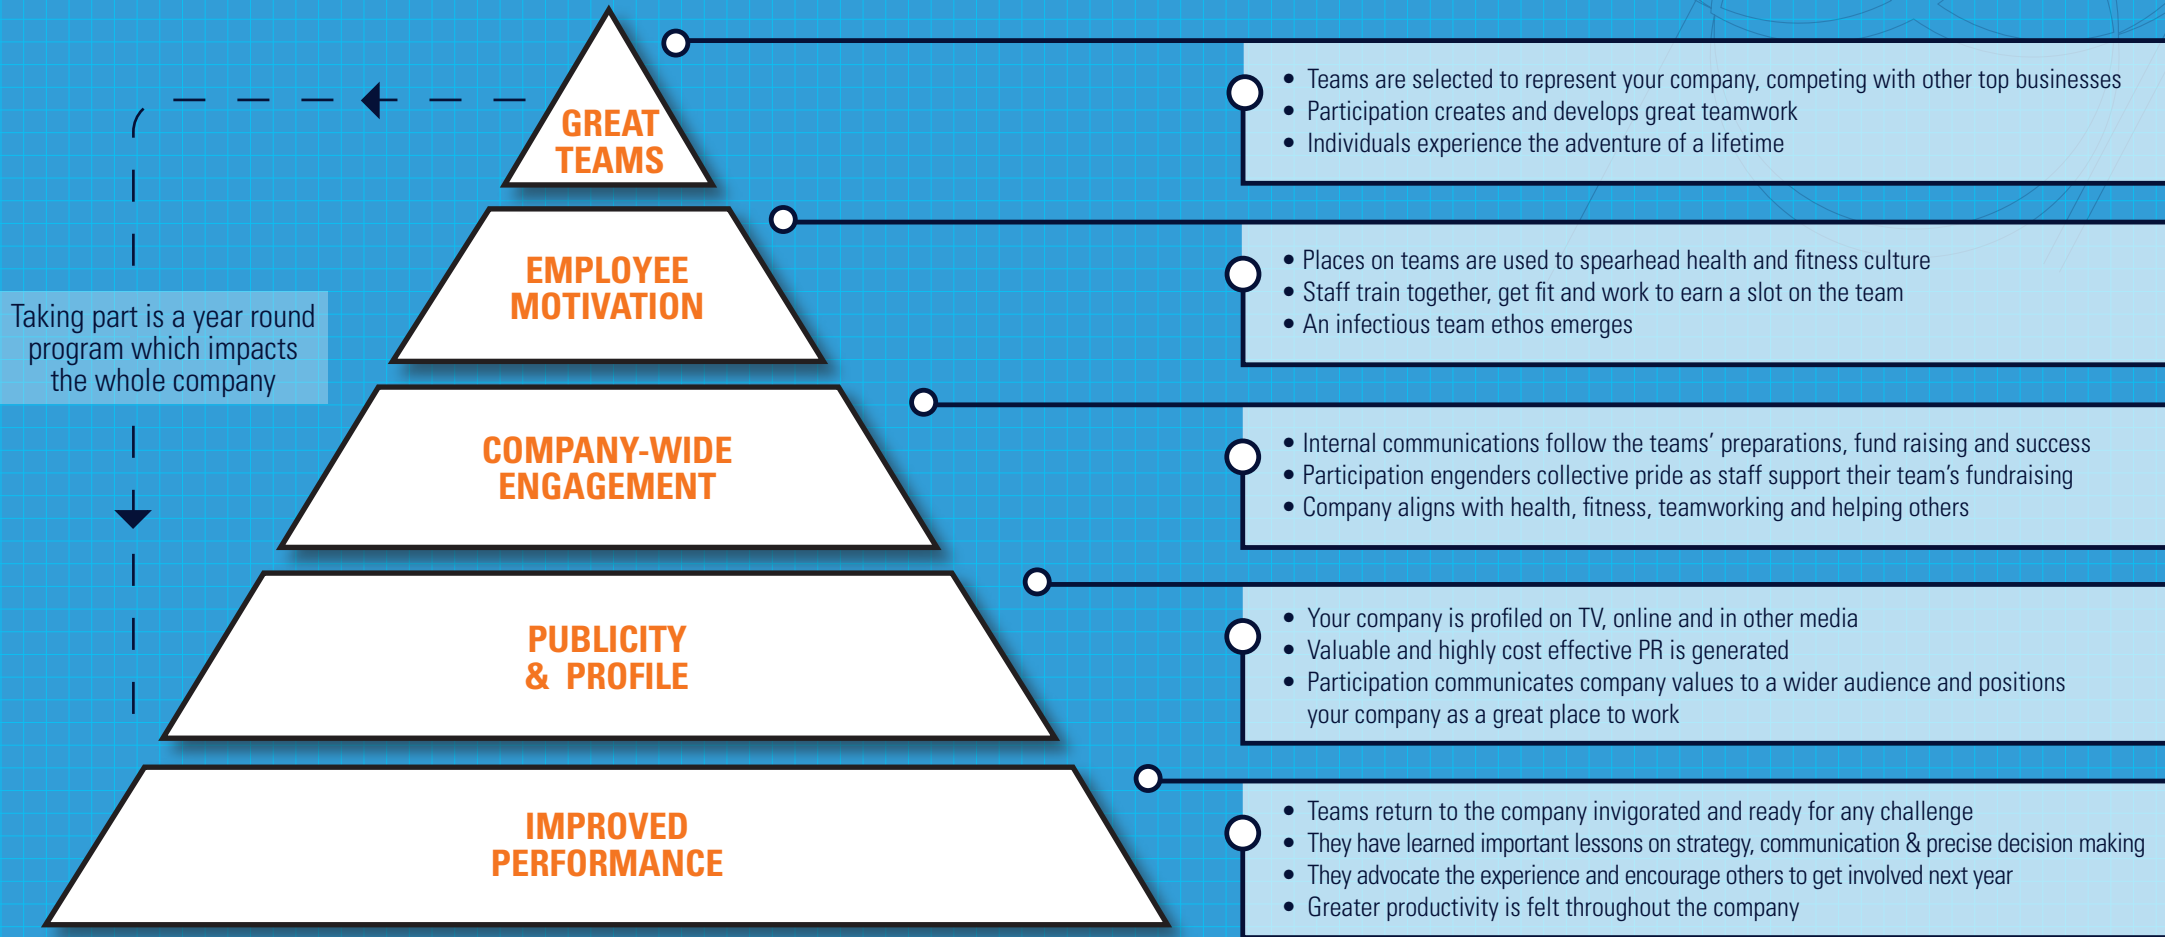 GREAT
TEAMS
• Teams are selected to represent your company, competing with other top businesses
• Participation creates and develops great teamwork
• Individuals experience the adventure of a lifetime
EMPLOYEE
MOTIVATION
• Places on teams are used to spearhead health and fitness culture
• Staff train together, get fit and work to earn a slot on the team
• An infectious team ethos emerges
Taking part is a year round
program which impacts
the whole company
COMPANY-WIDE
ENGAGEMENT
• Internal communications follow the teams’ preparations, fund raising and success
• Participation engenders collective pride as staff support their team’s fundraising
• Company aligns with health, fitness, teamworking and helping others
PUBLICITY
& PROFILE
• Your company is profiled on TV, online and in other media
• Valuable and highly cost effective PR is generated
• Participation communicates company values to a wider audience and positions
your company as a great place to work
IMPROVED
PERFORMANCE
• Teams return to the company invigorated and ready for any challenge
• They have learned important lessons on strategy, communication & precise decision making
• They advocate the experience and encourage others to get involved next year
• Greater productivity is felt throughout the company